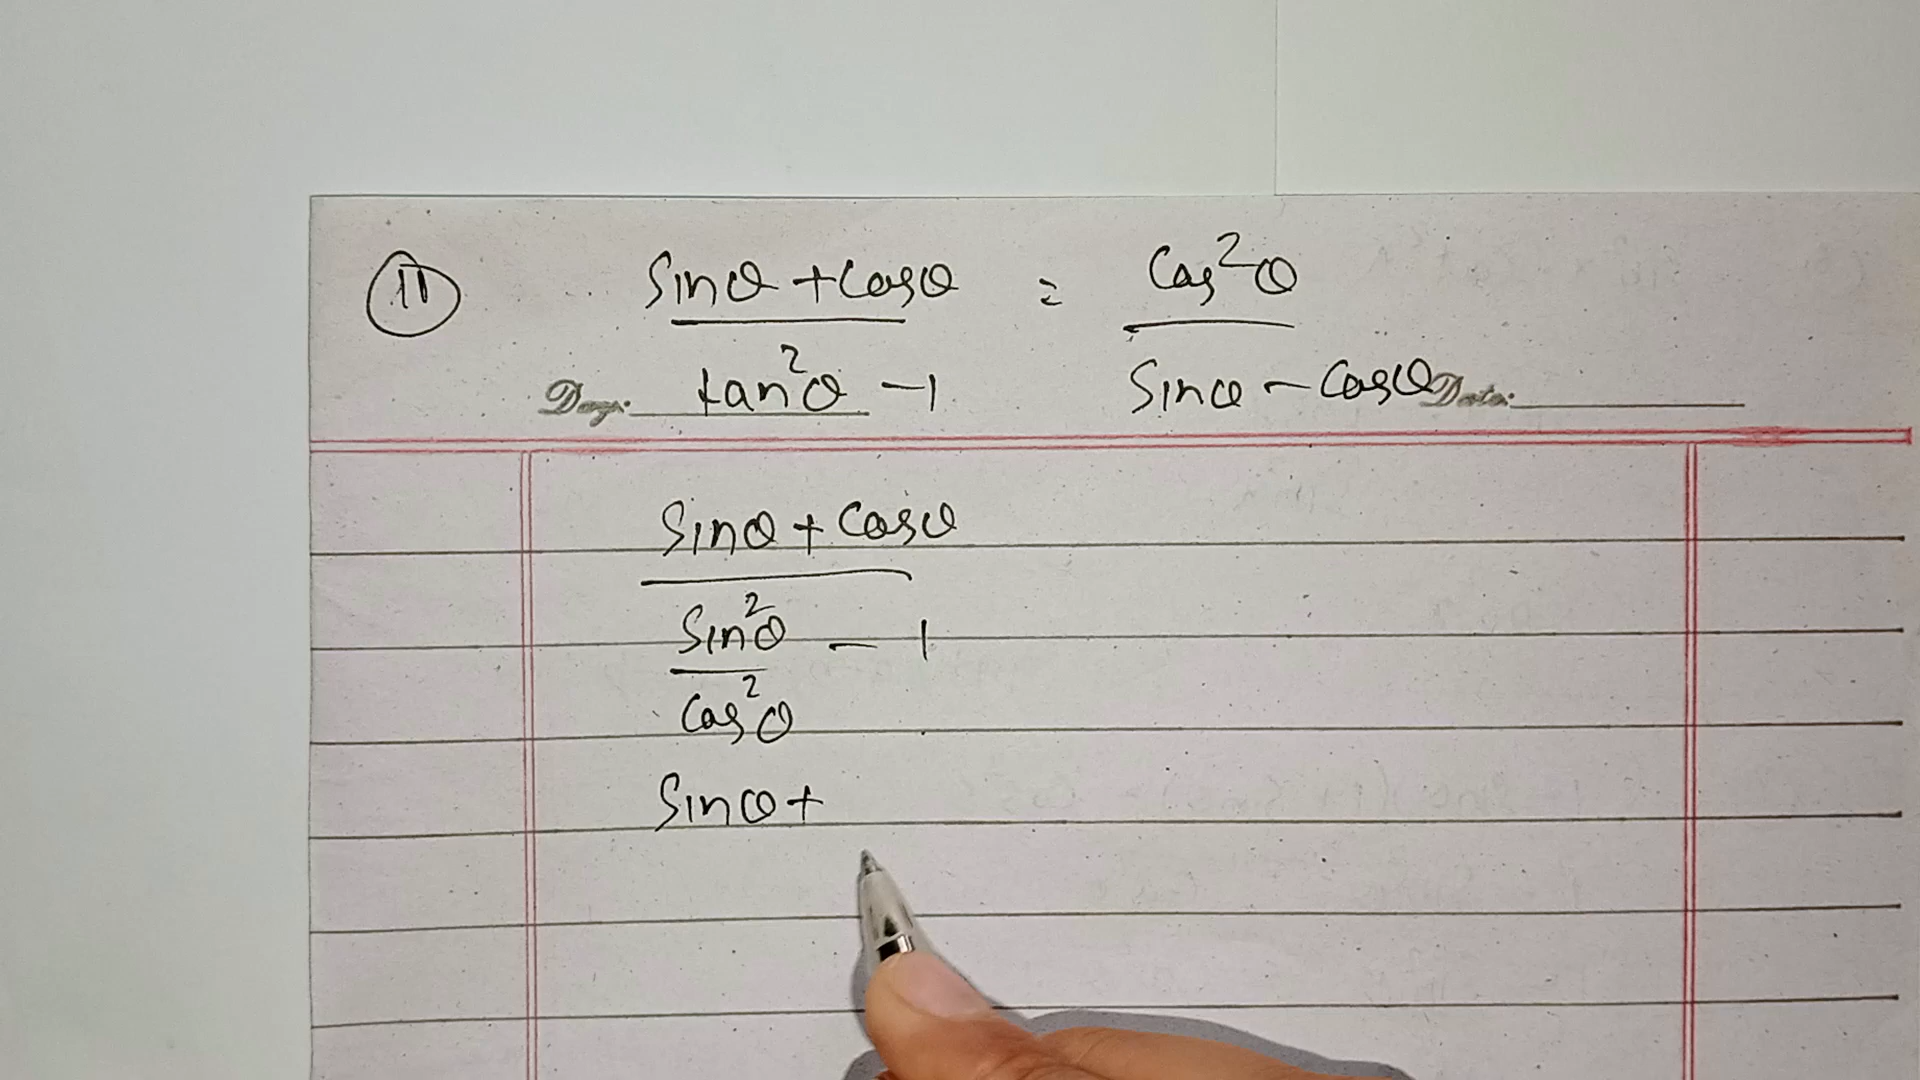 11 Sinθ + Cosθ = Cos²θ
Day: tan²θ - 1 Sinθ - Cosθ Date:
Sinθ + Cosθ
Sin²θ - 1
Cos²θ
Sinθ +